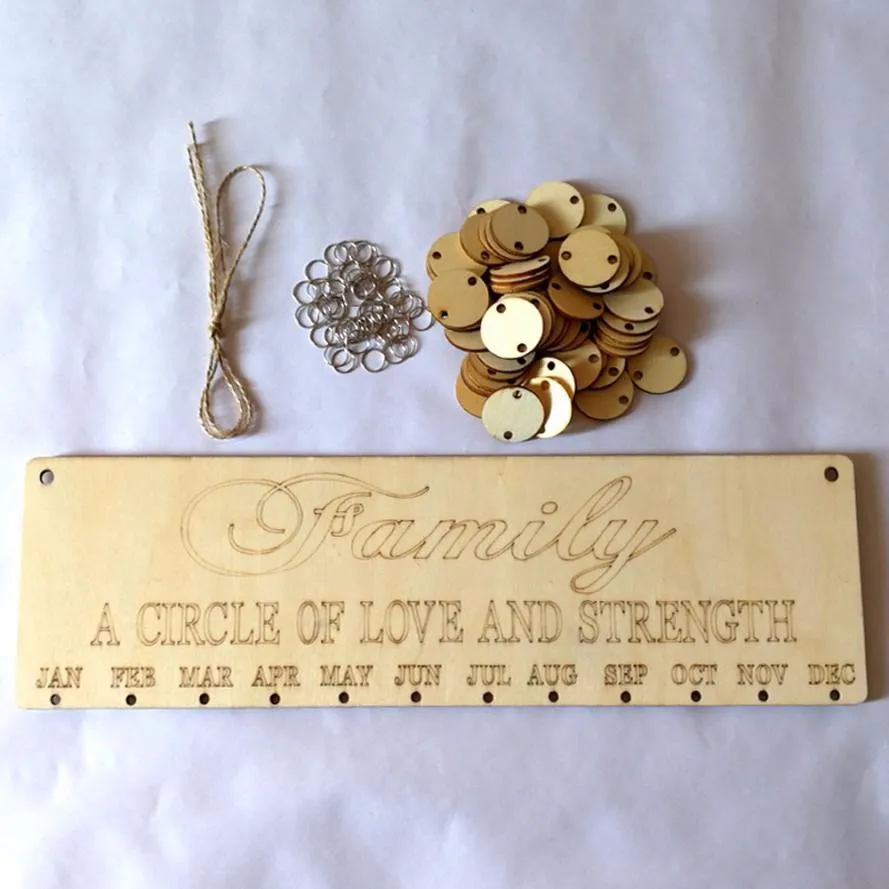 Family
A CIRCLE OF LOVE AND STRENGTH
JAN FEB MAR APR MAY JUN JUL AUG SEP OCT NOV DEC